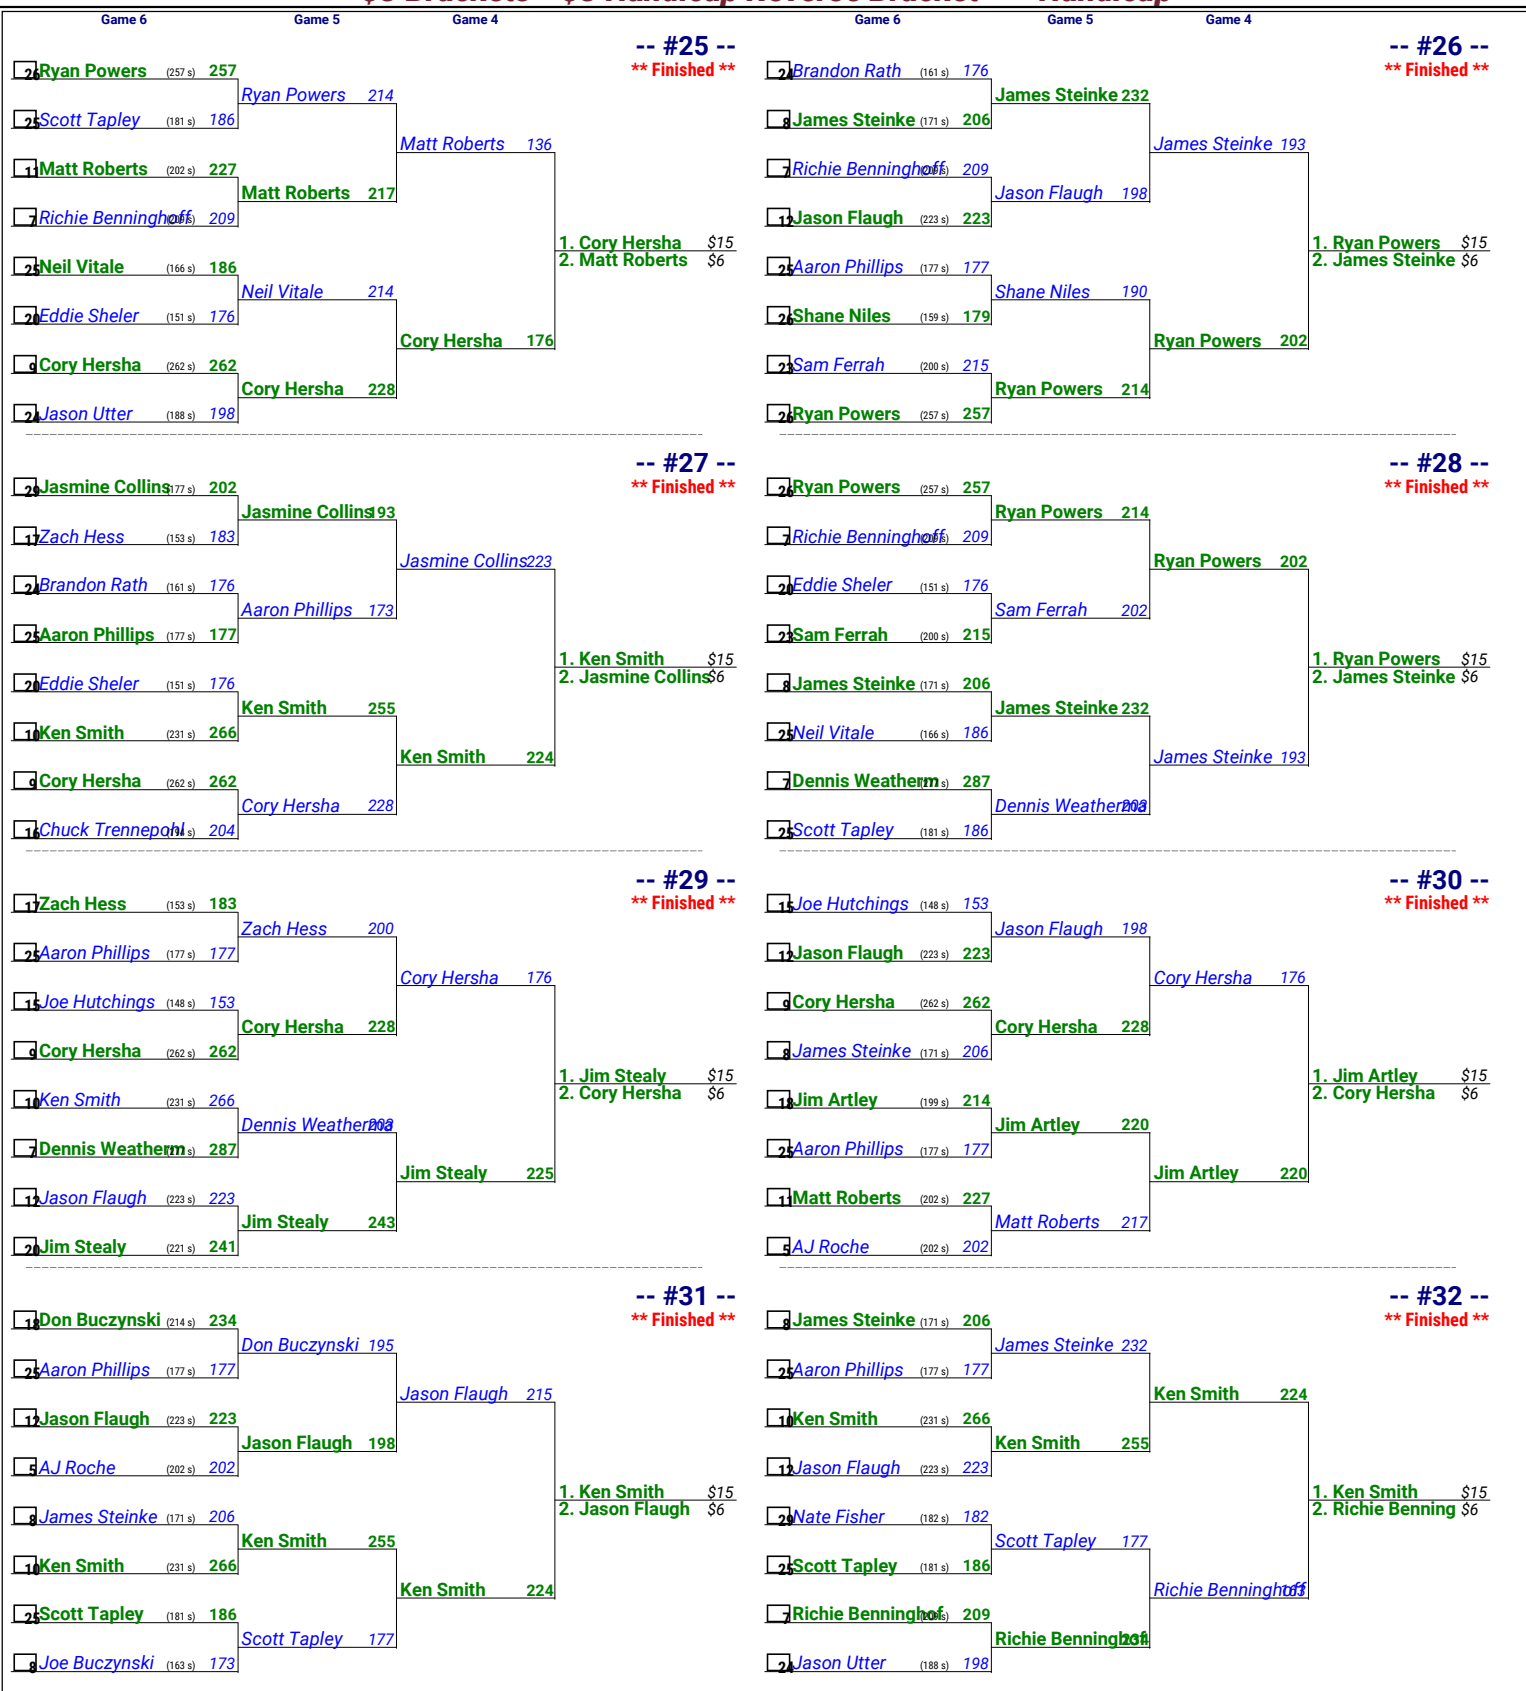 $5 Brackets - $5 Handicap Reverse Bracket - Handicap
Game 6 Game 5 Game 4
Game 6 Game 5 Game 4
-- #25 --
** Finished **
26 Ryan Powers (257 s) 257
Ryan Powers 214
25 Scott Tapley (181 s) 186
Matt Roberts 136
11 Matt Roberts (202 s) 227
Matt Roberts 217
7 Richie Benninghoff (209 s) 209
1. Cory Hersha $15
2. Matt Roberts $6
25 Neil Vitale (166 s) 186
Neil Vitale 214
20 Eddie Sheler (151 s) 176
Cory Hersha 176
9 Cory Hersha (262 s) 262
Cory Hersha 228
24 Jason Utter (188 s) 198
-- #26 --
** Finished **
24 Brandon Rath (161 s) 176
James Steinke 232
8 James Steinke (171 s) 206
James Steinke 193
7 Richie Benninghoff (209 s) 209
Jason Flaugh 198
12 Jason Flaugh (223 s) 223
1. Ryan Powers $15
2. James Steinke $6
25 Aaron Phillips (177 s) 177
Shane Niles 190
26 Shane Niles (159 s) 179
Ryan Powers 202
23 Sam Ferrah (200 s) 215
Ryan Powers 214
26 Ryan Powers (257 s) 257
-- #27 --
** Finished **
29 Jasmine Collins (177 s) 202
Jasmine Collins 193
17 Zach Hess (153 s) 183
Jasmine Collins 223
24 Brandon Rath (161 s) 176
Aaron Phillips 173
25 Aaron Phillips (177 s) 177
1. Ken Smith $15
2. Jasmine Collins $6
20 Eddie Sheler (151 s) 176
Ken Smith 255
10 Ken Smith (231 s) 266
Ken Smith 224
9 Cory Hersha (262 s) 262
Cory Hersha 228
16 Chuck Trennepohl 204
-- #28 --
** Finished **
26 Ryan Powers (257 s) 257
Ryan Powers 214
7 Richie Benninghoff (209 s) 209
Ryan Powers 202
20 Eddie Sheler (151 s) 176
Sam Ferrah 202
23 Sam Ferrah (200 s) 215
1. Ryan Powers $15
2. James Steinke $6
8 James Steinke (171 s) 206
James Steinke 232
25 Neil Vitale (166 s) 186
James Steinke 193
7 Dennis Weatherm 287
Dennis Weatherma
25 Scott Tapley (181 s) 186
-- #29 --
** Finished **
17 Zach Hess (153 s) 183
Zach Hess 200
25 Aaron Phillips (177 s) 177
Cory Hersha 176
15 Joe Hutchings (148 s) 153
Cory Hersha 228
9 Cory Hersha (262 s) 262
1. Jim Stealy $15
2. Cory Hersha $6
10 Ken Smith (231 s) 266
Dennis Weatherma
7 Dennis Weatherm 287
Jim Stealy 225
12 Jason Flaugh (223 s) 223
Jim Stealy 243
20 Jim Stealy (221 s) 241
-- #30 --
** Finished **
15 Joe Hutchings (148 s) 153
Jason Flaugh 198
12 Jason Flaugh (223 s) 223
Cory Hersha 176
9 Cory Hersha (262 s) 262
Cory Hersha 228
8 James Steinke (171 s) 206
1. Jim Artley $15
2. Cory Hersha $6
18 Jim Artley (199 s) 214
Jim Artley 220
25 Aaron Phillips (177 s) 177
Jim Artley 220
11 Matt Roberts (202 s) 227
Matt Roberts 217
5 AJ Roche (202 s) 202
-- #31 --
** Finished **
18 Don Buczynski (214 s) 234
Don Buczynski 195
25 Aaron Phillips (177 s) 177
Jason Flaugh 215
12 Jason Flaugh (223 s) 223
Jason Flaugh 198
5 AJ Roche (202 s) 202
1. Ken Smith $15
2. Jason Flaugh $6
8 James Steinke (171 s) 206
Ken Smith 255
10 Ken Smith (231 s) 266
Ken Smith 224
25 Scott Tapley (181 s) 186
Scott Tapley 177
8 Joe Buczynski (163 s) 173
-- #32 --
** Finished **
8 James Steinke (171 s) 206
James Steinke 232
25 Aaron Phillips (177 s) 177
Ken Smith 224
10 Ken Smith (231 s) 266
Ken Smith 255
12 Jason Flaugh (223 s) 223
1. Ken Smith $15
2. Richie Benning $6
29 Nate Fisher (182 s) 182
Scott Tapley 177
25 Scott Tapley (181 s) 186
Richie Benninghoff 163
7 Richie Benninghof (209 s) 209
Richie Benninghoff 234
24 Jason Utter (188 s) 198